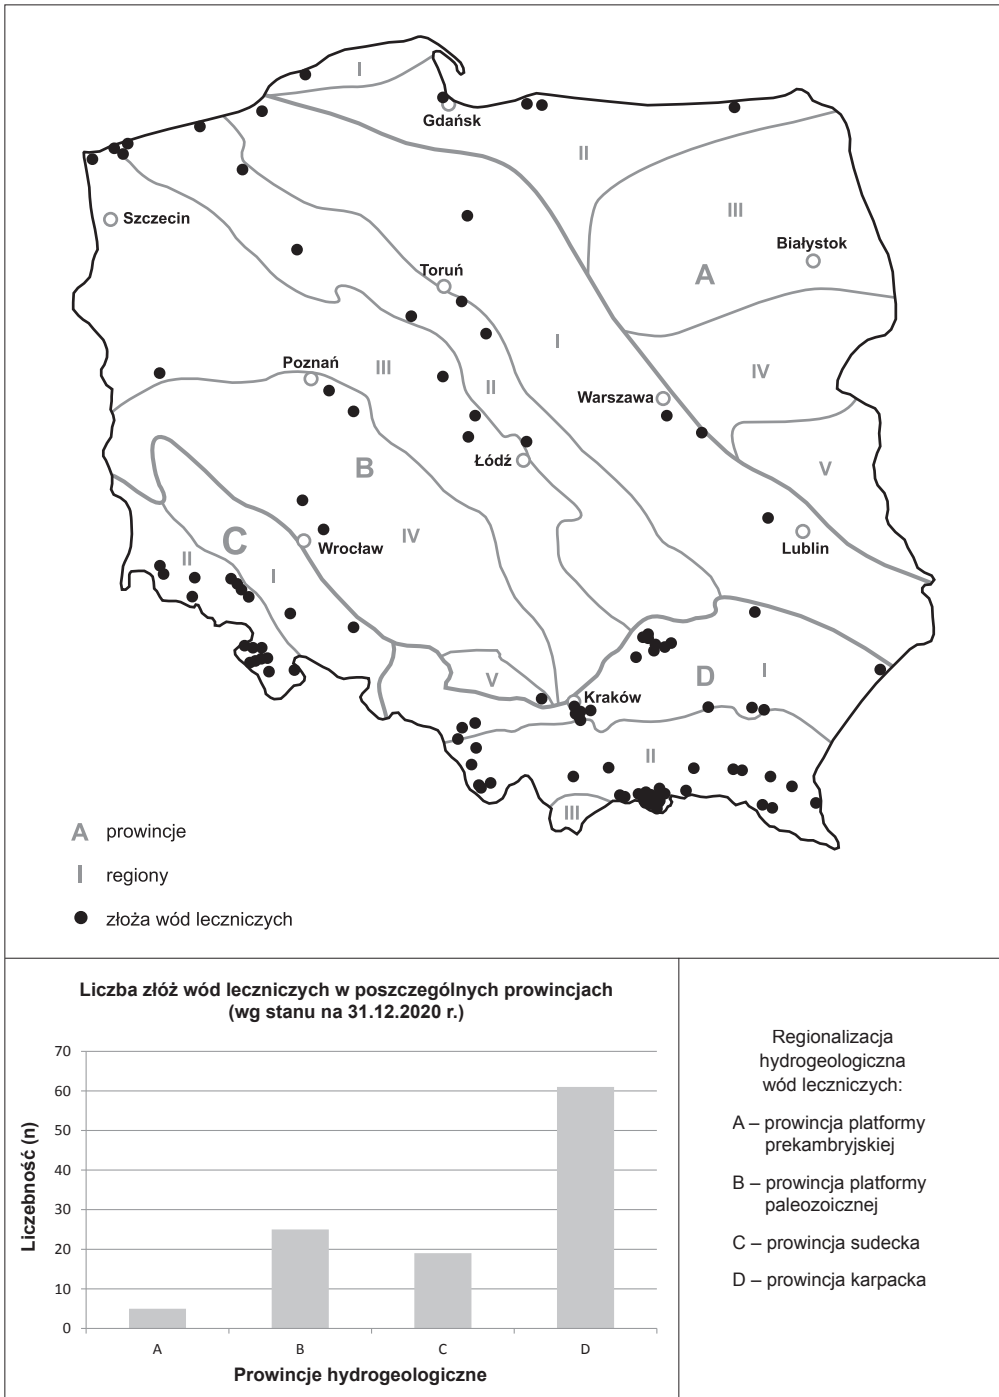 I
Gdańsk
II
Szczecin
III
Białystok
A
Toruń
I
Poznań
III
II
IV
Warszawa
B
Łódź
V
C
Wrocław
IV
II
I
Lublin
V
D
I
Kraków
II
III
A prowincje
I regiony
złoża wód leczniczych
Liczba złóż wód leczniczych w poszczególnych prowincjach
(wg stanu na 31.12.2020 r.)
Liczebność (n)
70
60
50
40
30
20
10
0
A B C D
Prowincje hydrogeologiczne
Regionalizacja
hydrogeologiczna
wód leczniczych:
A – prowincja platformy
prekambryjskiej
B – prowincja platformy
paleozoicznej
C – prowincja sudecka
D – prowincja karpacka